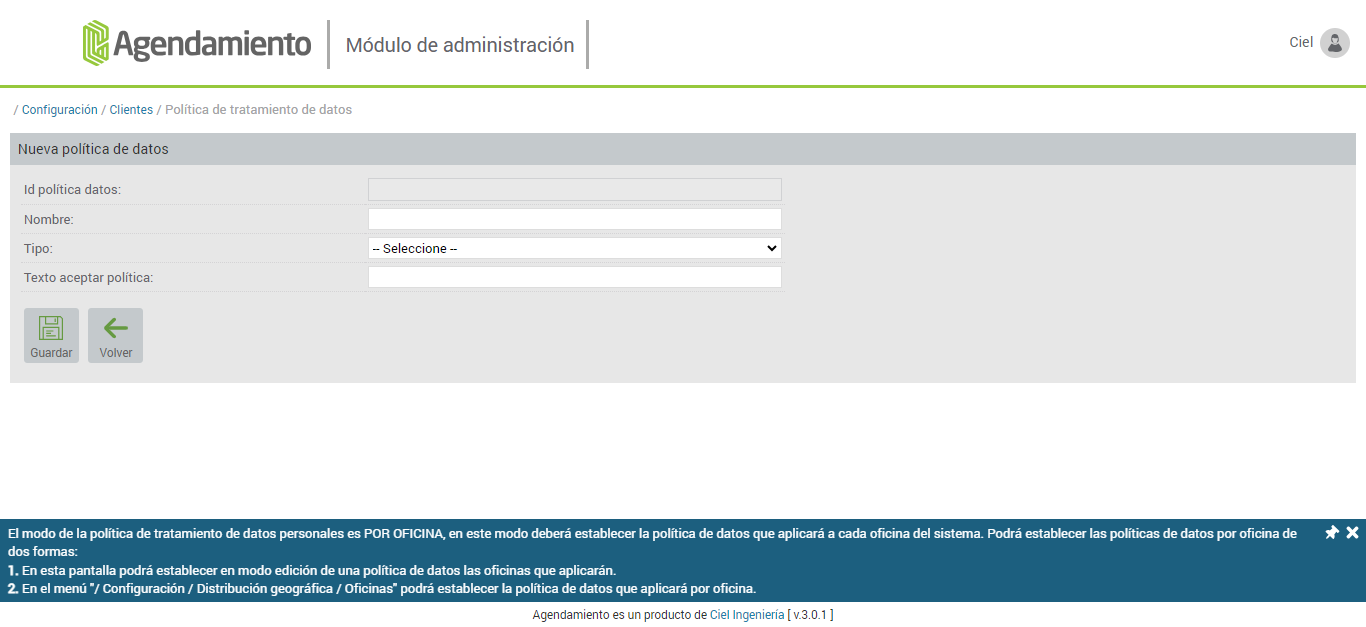 Agendamiento Módulo de administración Ciel
/ Configuración / Clientes / Política de tratamiento de datos
Nueva política de datos
Id política datos:
Nombre:
Tipo: -- Seleccione --
Texto aceptar política:
Guardar Volver
El modo de la política de tratamiento de datos personales es POR OFICINA, en este modo deberá establecer la política de datos que aplicará a cada oficina del sistema. Podrá establecer las políticas de datos por oficina de
dos formas:
1. En esta pantalla podrá establecer en modo edición de una política de datos las oficinas que aplicarán.
2. En el menú "/ Configuración / Distribución geográfica / Oficinas" podrá establecer la política de datos que aplicará por oficina.
Agendamiento es un producto de Ciel Ingeniería [ v.3.0.1 ]